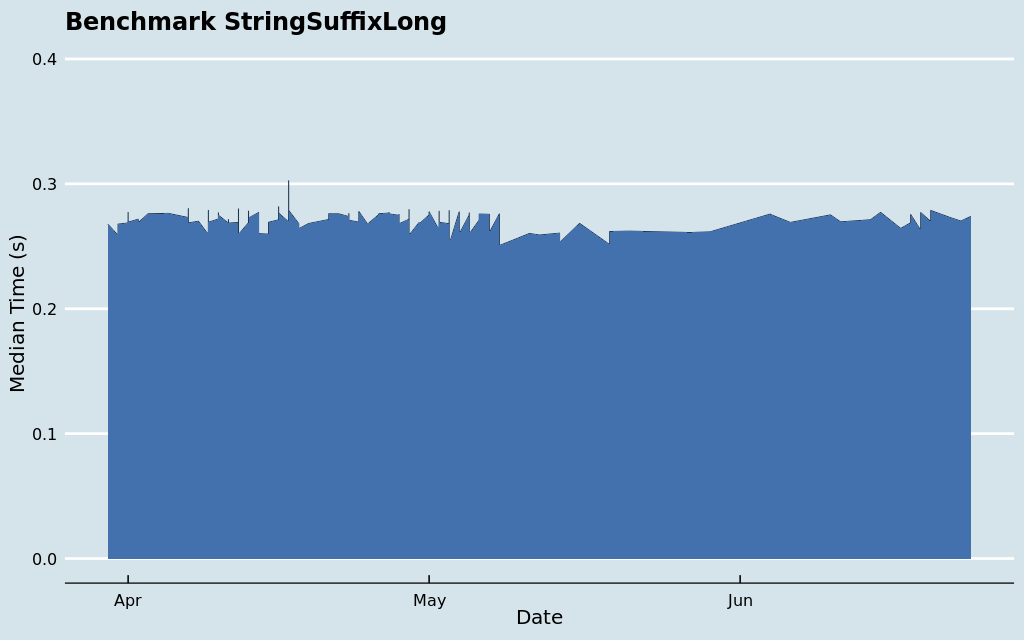 Benchmark StringSuffixLong
0.4
0.3
0.2
0.1
0.0
Median Time (s)
Apr
May
Jun
Date